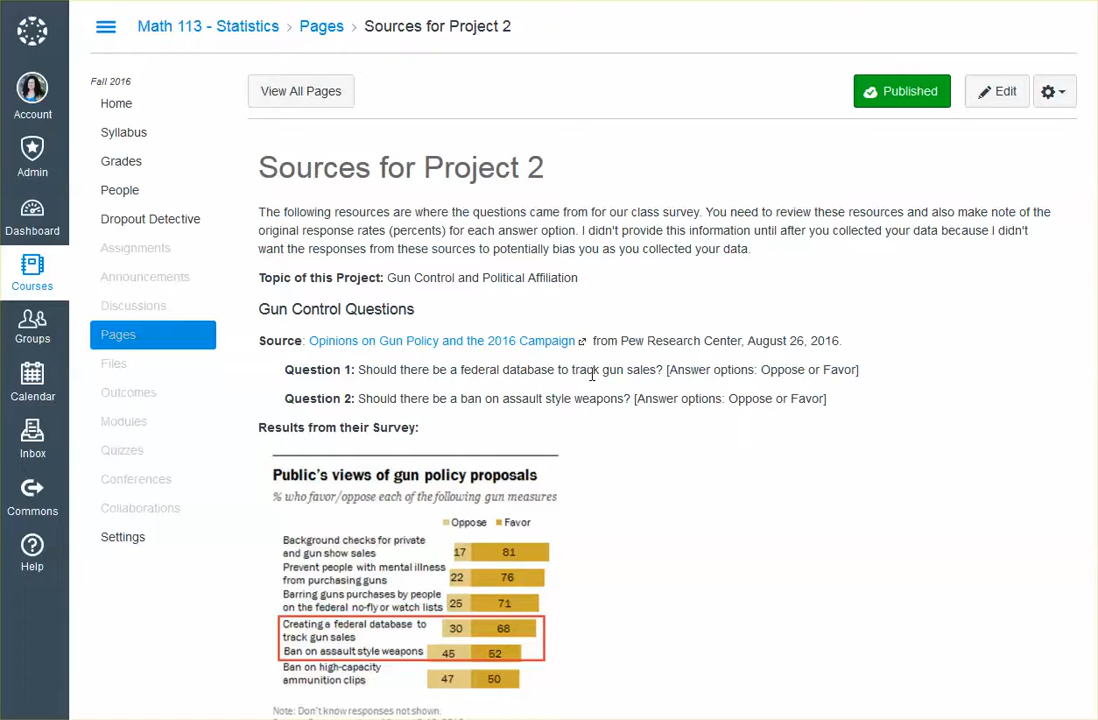 Math 113 - Statistics › Pages › Sources for Project 2
Account
Admin
Dashboard
Courses
Groups
Calendar
Inbox
Commons
Help
Fall 2016
Home
Syllabus
Grades
People
Dropout Detective
Assignments
Announcements
Discussions
Pages
Files
Outcomes
Modules
Quizzes
Conferences
Collaborations
Settings
View All Pages
Published
Edit
Sources for Project 2
The following resources are where the questions came from for our class survey. You need to review these resources and also make note of the
original response rates (percents) for each answer option. I didn't provide this information until after you collected your data because I didn't
want the responses from these sources to potentially bias you as you collected your data.
Topic of this Project: Gun Control and Political Affiliation
Gun Control Questions
Source: Opinions on Gun Policy and the 2016 Campaign from Pew Research Center, August 26, 2016.
Question 1: Should there be a federal database to track gun sales? [Answer options: Oppose or Favor]
Question 2: Should there be a ban on assault style weapons? [Answer options: Oppose or Favor]
Results from their Survey:
Public's views of gun policy proposals
% who favor/oppose each of the following gun measures
Oppose Favor
Background checks for private
and gun show sales 17 81
Prevent people with mental illness
from purchasing guns 22 76
Barring guns purchases by people
on the federal no-fly or watch lists 25 71
Creating a federal database to
track gun sales 30 68
Ban on assault style weapons 45 52
Ban on high-capacity
ammunition clips 47 50
Note: Don't know responses not shown.